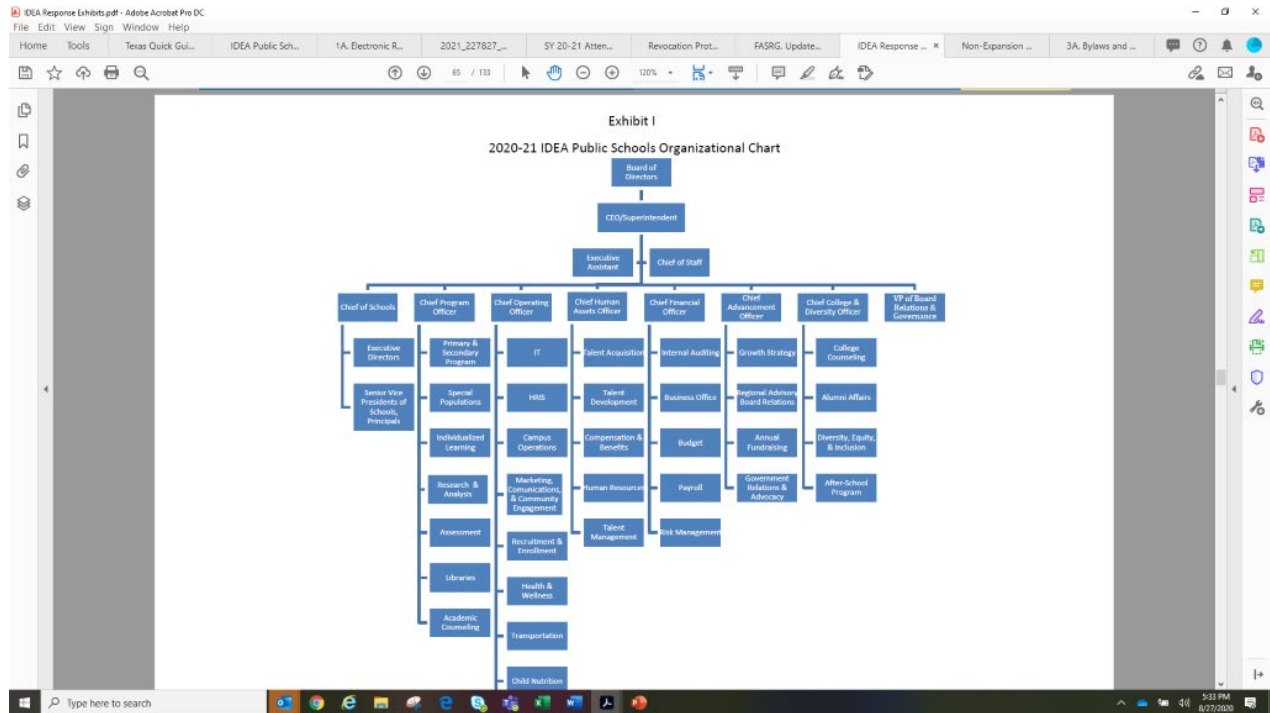 IDEA Response Exhibits.pdf - Adobe Acrobat Pro DC
File Edit View Sign Window Help
Home Tools Texas Quick Gui... IDEA Public Sch... 1A. Electronic R... 2021_227827_... SY 20-21 Atten... Revocation Prot... FASRG. Update... IDEA Response ... × Non-Expansion ... 3A. Bylaws and ...
65 / 133 120%
Exhibit I
2020-21 IDEA Public Schools Organizational Chart
Board of
Directors
CEO/Superintendent
Executive
Assistant
Chief of Staff
Chief of Schools
Executive
Directors
Senior Vice
Presidents of
Schools,
Principals
Chief Program
Officer
Primary &
Secondary
Program
Special
Populations
Individualized
Learning
Research &
Analysis
Assessment
Libraries
Academic
Counseling
Chief Operating
Officer
IT
HRIS
Campus
Operations
Marketing,
Comunications,
& Community
Engagement
Recruitment &
Enrollment
Health &
Wellness
Transportation
Child Nutrition
Chief Human
Assets Officer
Talent Acquisition
Talent
Development
Compensation &
Benefits
Human Resources
Talent
Management
Chief Financial
Officer
Internal Auditing
Business Office
Budget
Payroll
Risk Management
Chief
Advancement
Officer
Growth Strategy
Regional Advisory
Board Relations
Annual
Fundraising
Government
Relations &
Advocacy
Chief College &
Diversity Officer
College
Counseling
Alumni Affairs
Diversity, Equity,
& Inclusion
After-School
Program
VP of Board
Relations &
Governance
Type here to search
5:33 PM
8/27/2020